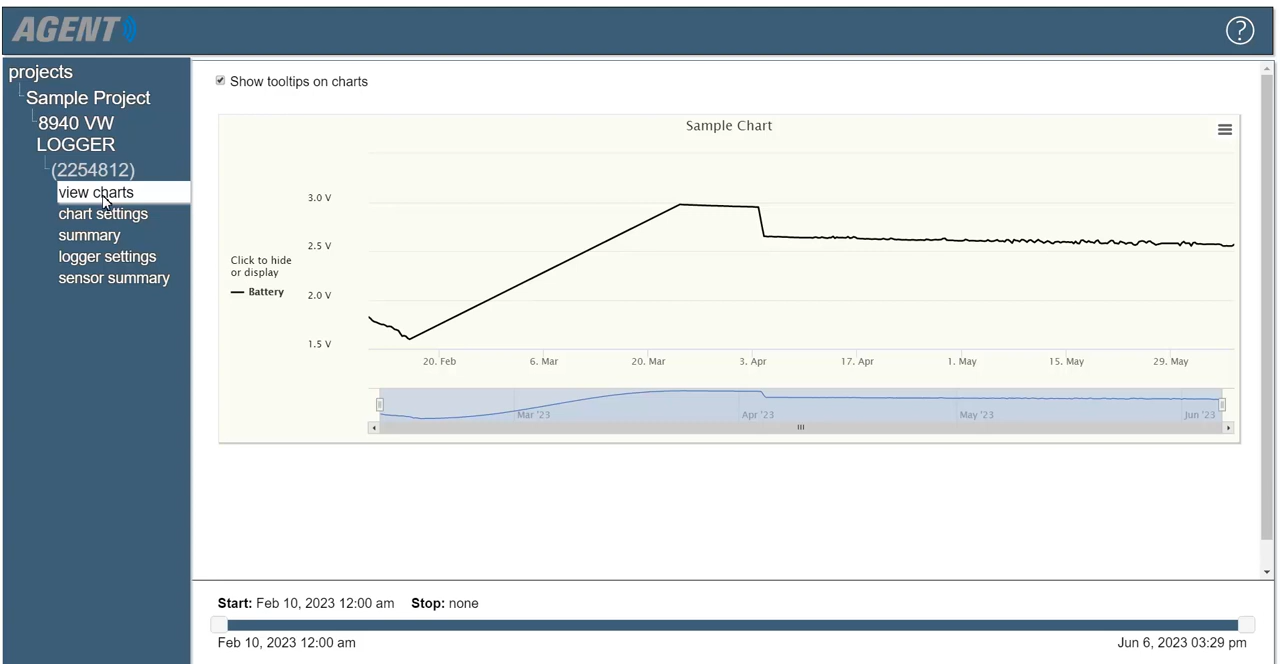 AGENT
?
projects
Sample Project
8940 VW
LOGGER
(2254812)
view charts
chart settings
summary
logger settings
sensor summary
Show tooltips on charts
Sample Chart
3.0 V
2.5 V
2.0 V
1.5 V
Click to hide
or display
Battery
20. Feb 6. Mar 20. Mar 3. Apr 17. Apr 1. May 15. May 29. May
Mar '23 Apr '23 May '23 Jun '23
Start: Feb 10, 2023 12:00 am Stop: none
Feb 10, 2023 12:00 am Jun 6, 2023 03:29 pm